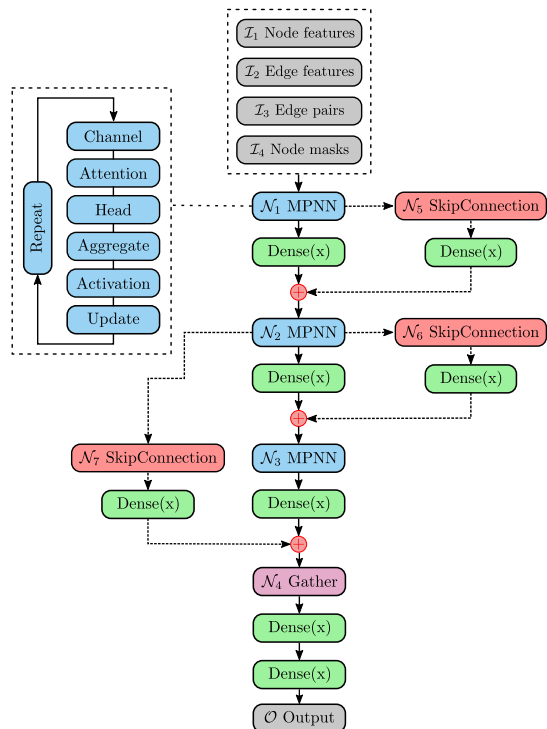 𝓘₁ Node features
𝓘₂ Edge features
𝓘₃ Edge pairs
𝓘₄ Node masks
Channel
Attention
Head
Aggregate
Activation
Update
Repeat
𝓝₁ MPNN
𝓝₅ SkipConnection
Dense(x)
Dense(x)
+
𝓝₂ MPNN
𝓝₆ SkipConnection
Dense(x)
Dense(x)
+
𝓝₇ SkipConnection
𝓝₃ MPNN
Dense(x)
Dense(x)
+
𝓝₄ Gather
Dense(x)
Dense(x)
𝓞 Output